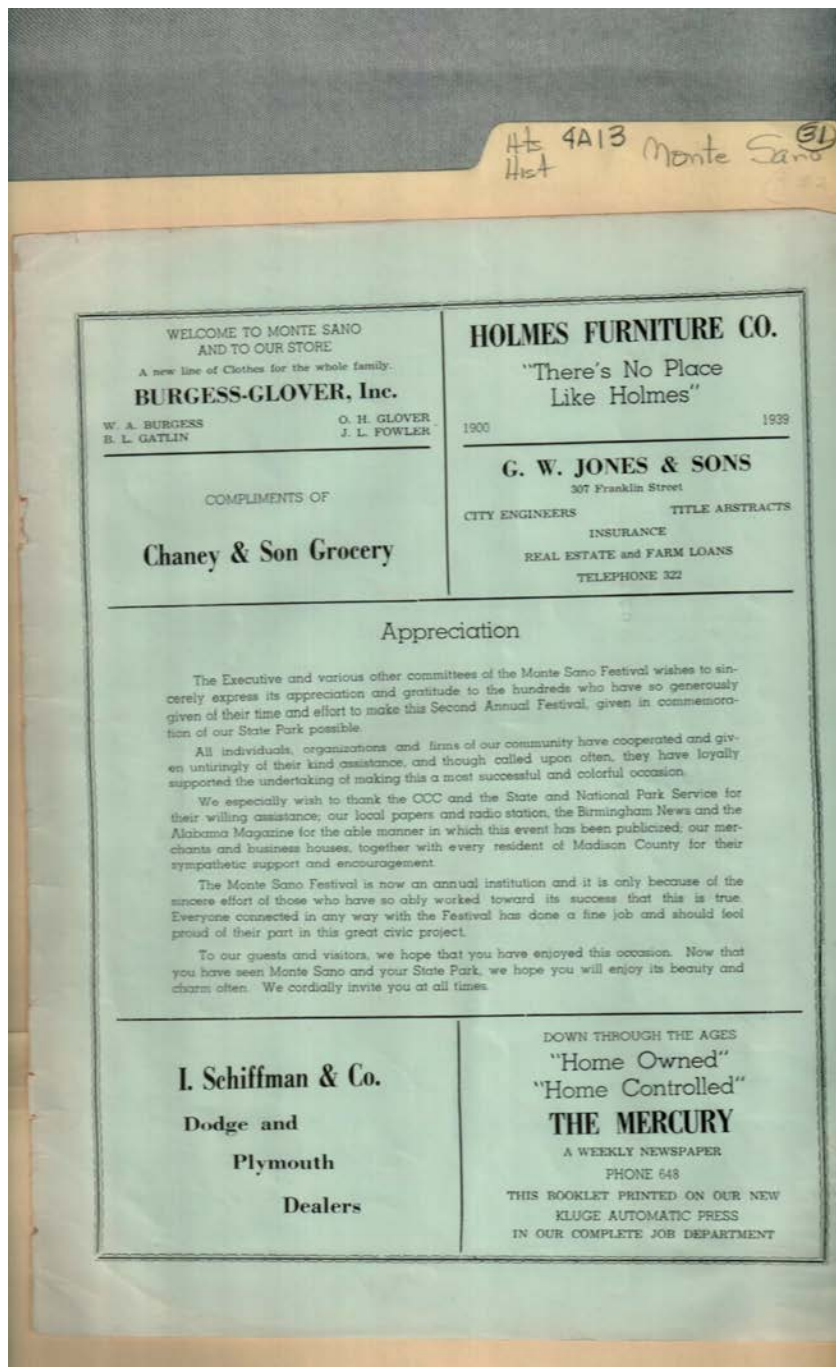 Hts 4A13 Monte Sano 31
Hist
WELCOME TO MONTE SANO
AND TO OUR STORE
A new line of Clothes for the whole family.
BURGESS-GLOVER, Inc.
W. A. BURGESS O. H. GLOVER
B. L. GATLIN J. L. FOWLER
HOLMES FURNITURE CO.
"There's No Place
Like Holmes"
1900 1939
COMPLIMENTS OF
Chaney & Son Grocery
G. W. JONES & SONS
307 Franklin Street
CITY ENGINEERS TITLE ABSTRACTS
INSURANCE
REAL ESTATE and FARM LOANS
TELEPHONE 322
Appreciation
The Executive and various other committees of the Monte Sano Festival wishes to sin-
cerely express its appreciation and gratitude to the hundreds who have so generously
given of their time and effort to make this Second Annual Festival, given in commemora-
tion of our State Park possible.
All individuals, organizations and firms of our community have cooperated and giv-
en untiringly of their kind assistance, and though called upon often, they have loyally
supported the undertaking of making this a most successful and colorful occasion.
We especially wish to thank the CCC and the State and National Park Service for
their willing assistance; our local papers and radio station, the Birmingham News and the
Alabama Magazine for the able manner in which this event has been publicized; our mer-
chants and business houses, together with every resident of Madison County for their
sympathetic support and encouragement.
The Monte Sano Festival is now an annual institution and it is only because of the
sincere effort of those who have so ably worked toward its success that this is true.
Everyone connected in any way with the Festival has done a fine job and should feel
proud of their part in this great civic project.
To our guests and visitors, we hope that you have enjoyed this occasion. Now that
you have seen Monte Sano and your State Park, we hope you will enjoy its beauty and
charm often. We cordially invite you at all times.
I. Schiffman & Co.
Dodge and
Plymouth
Dealers
DOWN THROUGH THE AGES
"Home Owned"
"Home Controlled"
THE MERCURY
A WEEKLY NEWSPAPER
PHONE 648
THIS BOOKLET PRINTED ON OUR NEW
KLUGE AUTOMATIC PRESS
IN OUR COMPLETE JOB DEPARTMENT